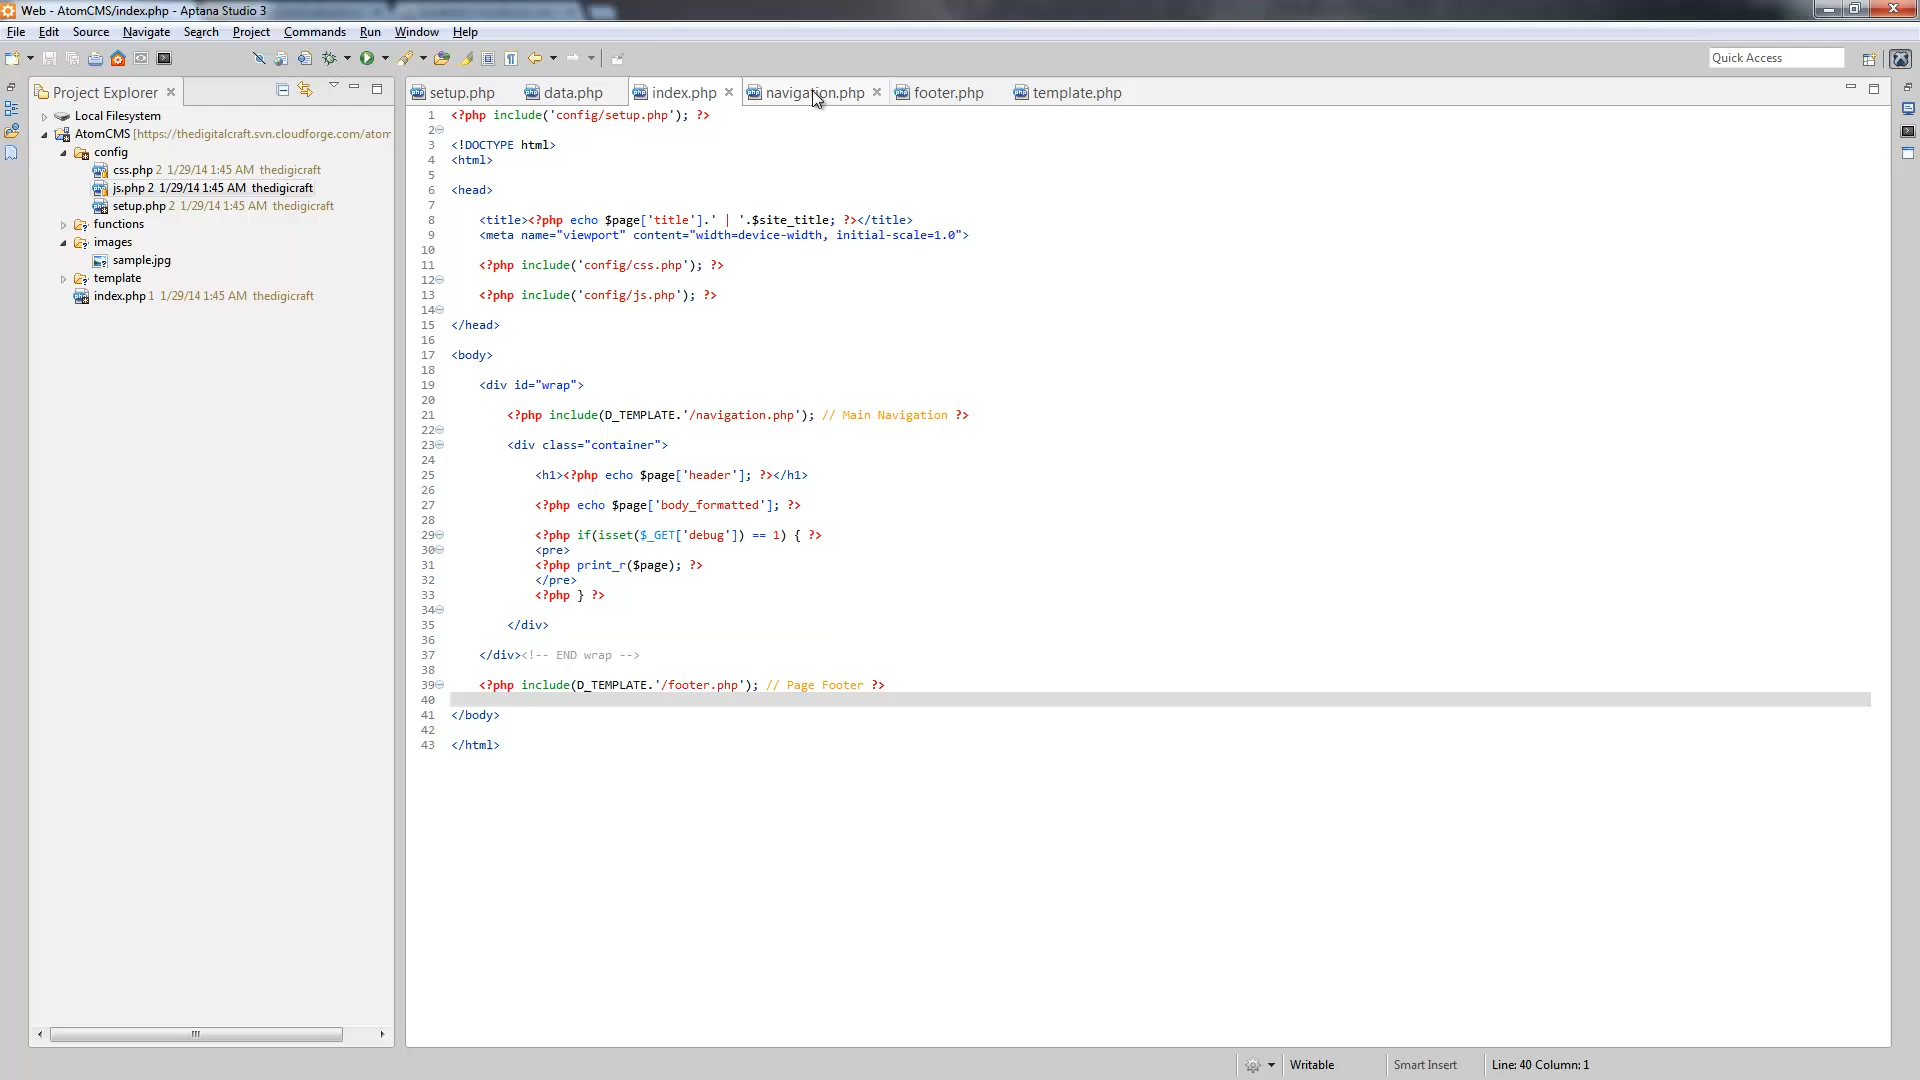 Web - AtomCMS/index.php - Aptana Studio 3
File Edit Source Navigate Search Project Commands Run Window Help
Quick Access
Project Explorer
setup.php data.php index.php navigation.php footer.php template.php
Local Filesystem
AtomCMS [https://thedigitalcraft.svn.cloudforge.com/atom
config
css.php 2 1/29/14 1:45 AM thedigicraft
js.php 2 1/29/14 1:45 AM thedigicraft
setup.php 2 1/29/14 1:45 AM thedigicraft
functions
images
sample.jpg
template
index.php 1 1/29/14 1:45 AM thedigicraft
1 <?php include('config/setup.php'); ?>
2
3 <!DOCTYPE html>
4 <html>
5
6 <head>
7
8 <title><?php echo $page['title'].' | '.$site_title; ?></title>
9 <meta name="viewport" content="width=device-width, initial-scale=1.0">
10
11 <?php include('config/css.php'); ?>
12
13 <?php include('config/js.php'); ?>
14
15 </head>
16
17 <body>
18
19 <div id="wrap">
20
21 <?php include(D_TEMPLATE.'/navigation.php'); // Main Navigation ?>
22
23 <div class="container">
24
25 <h1><?php echo $page['header']; ?></h1>
26
27 <?php echo $page['body_formatted']; ?>
28
29 <?php if(isset($_GET['debug']) == 1) { ?>
30 <pre>
31 <?php print_r($page); ?>
32 </pre>
33 <?php } ?>
34
35 </div>
36
37 </div><!-- END wrap -->
38
39 <?php include(D_TEMPLATE.'/footer.php'); // Page Footer ?>
40
41 </body>
42
43 </html>
Writable Smart Insert Line: 40 Column: 1